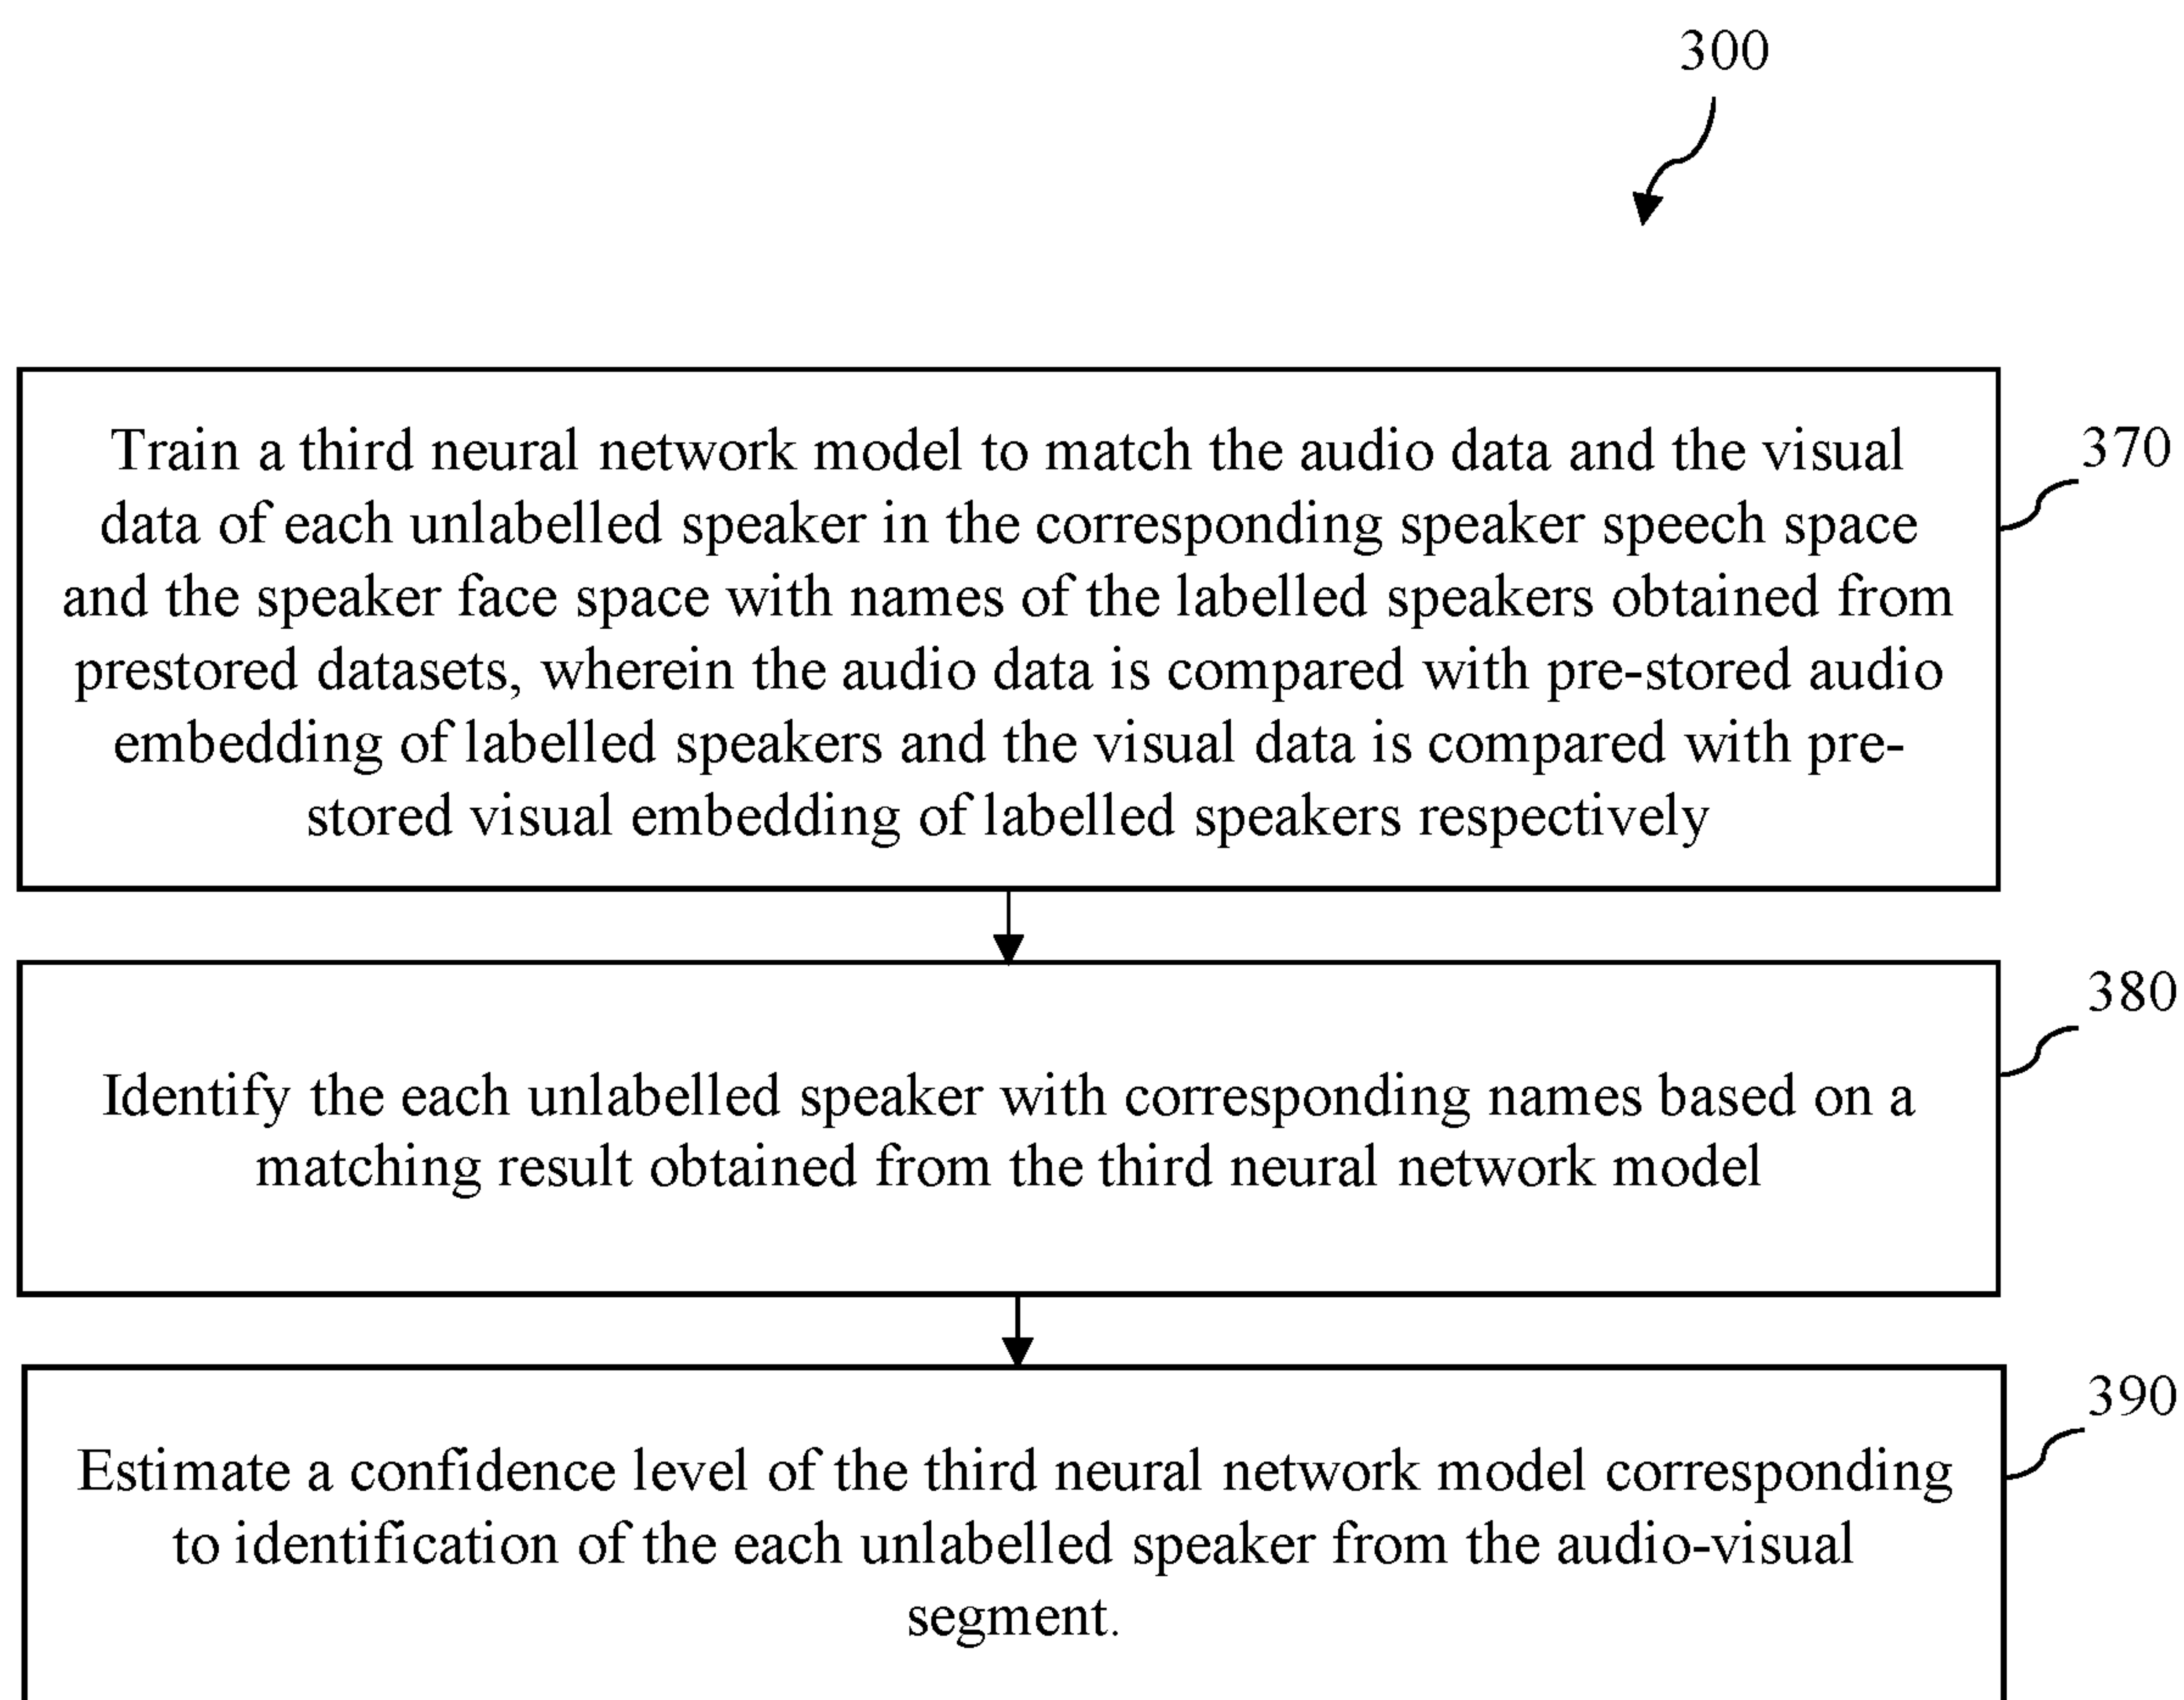 300
Train a third neural network model to match the audio data and the visual
data of each unlabelled speaker in the corresponding speaker speech space
and the speaker face space with names of the labelled speakers obtained from
prestored datasets, wherein the audio data is compared with pre-stored audio
embedding of labelled speakers and the visual data is compared with pre-
stored visual embedding of labelled speakers respectively
370
Identify the each unlabelled speaker with corresponding names based on a
matching result obtained from the third neural network model
380
Estimate a confidence level of the third neural network model corresponding
to identification of the each unlabelled speaker from the audio-visual
segment.
390